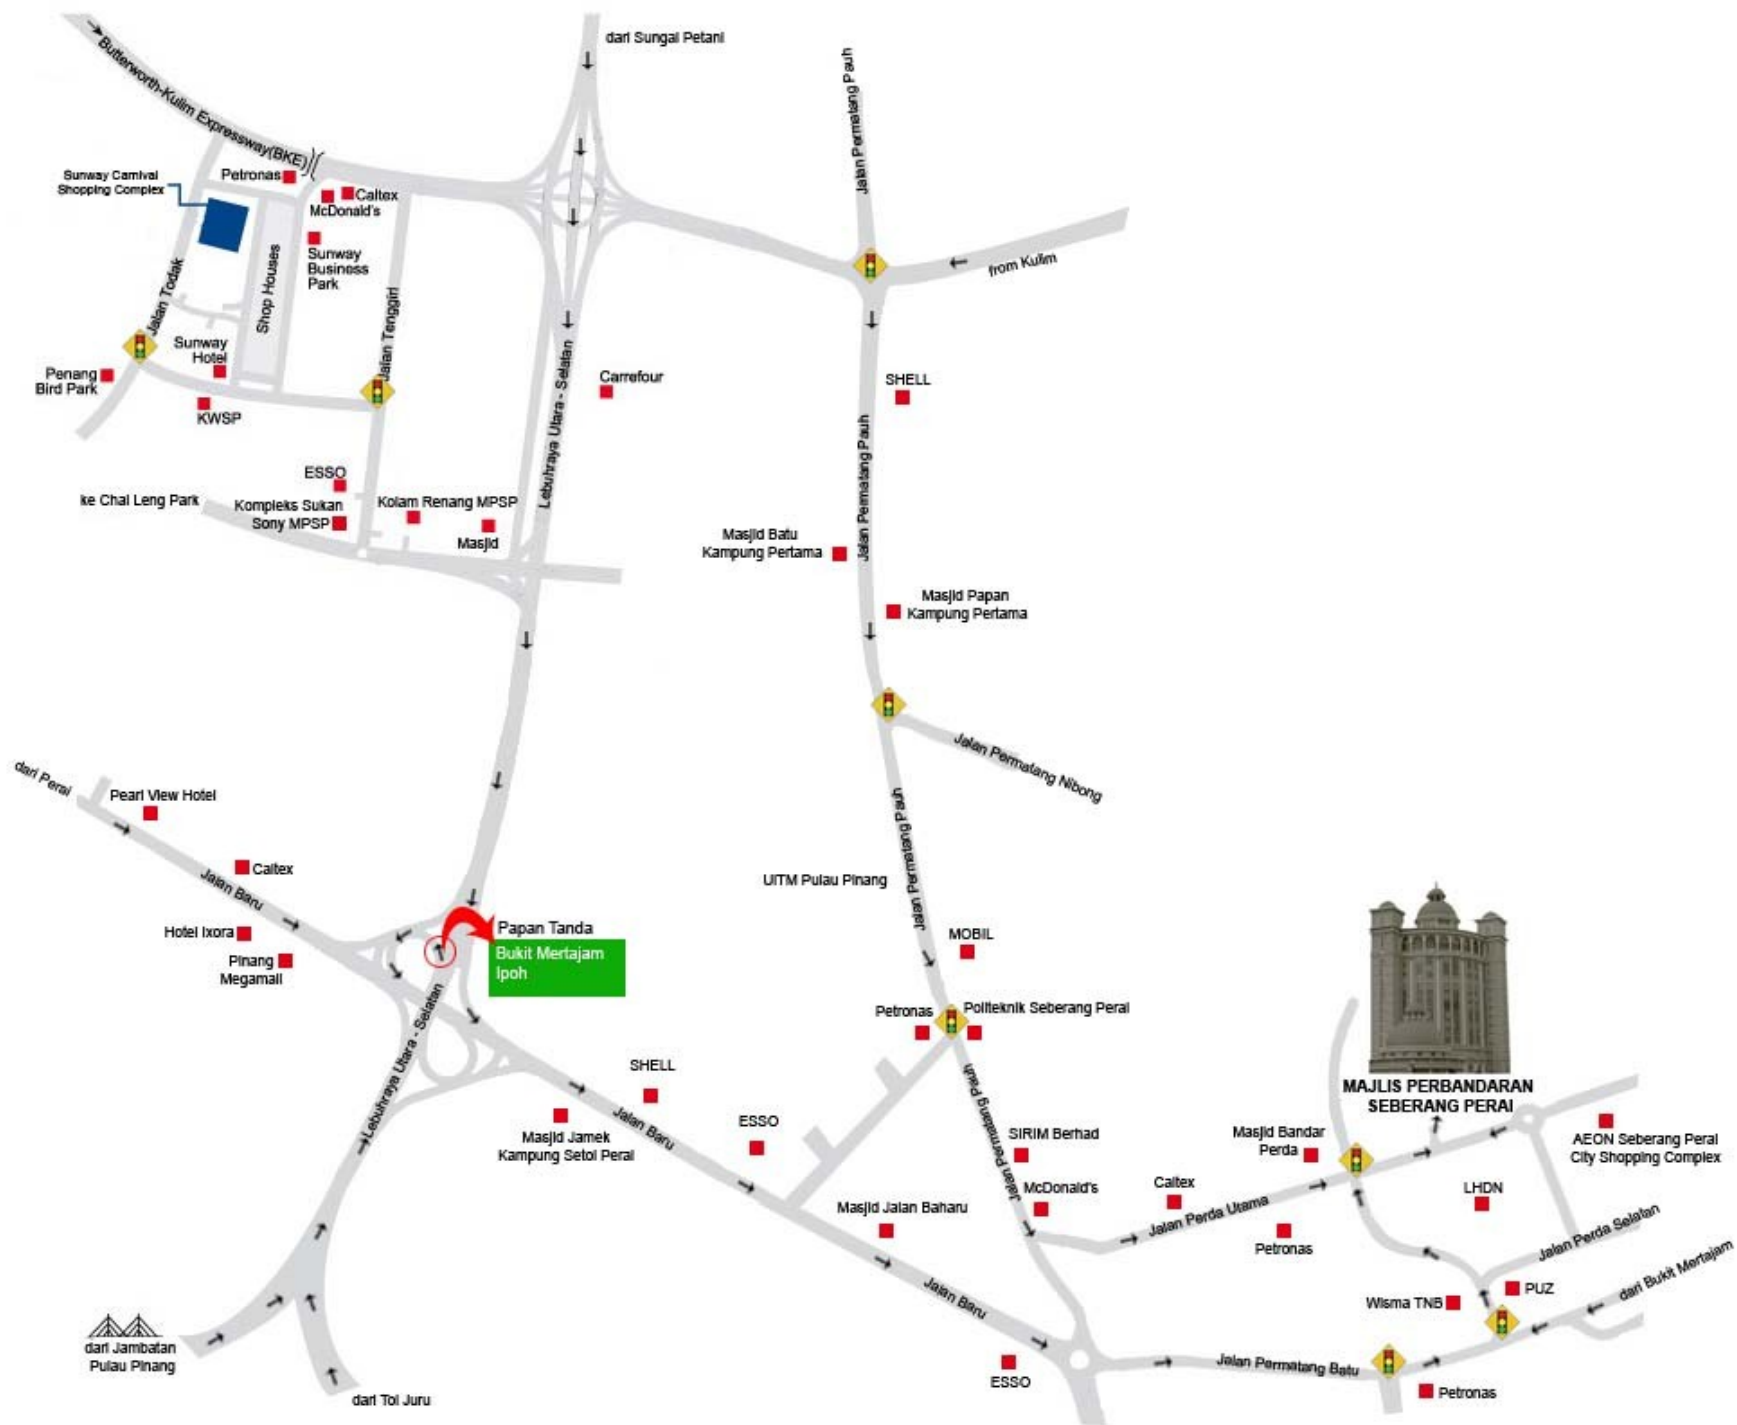 dari Sungai Petani
Butterworth-Kulim Expressway(BKE)
Jalan Permatang Pauh
Sunway Carnival
Shopping Complex
Petronas
Caltex
McDonald's
Sunway
Business
Park
Shop Houses
Jalan Todak
Jalan Tenggiri
from Kulim
Sunway
Hotel
Penang
Bird Park
KWSP
Carrefour
SHELL
Lebuhraya Utara - Selatan
Jalan Permatang Pauh
ESSO
ke Chai Leng Park
Kompleks Sukan
Sony MPSP
Kolam Renang MPSP
Masjid
Masjid Batu
Kampung Pertama
Masjid Papan
Kampung Pertama
Jalan Permatang Nibong
dari Perai
Pearl View Hotel
Caltex
Jalan Baru
Hotel Ixora
Pinang
Megamall
Papan Tanda
Bukit Mertajam
Ipoh
UITM Pulau Pinang
Jalan Permatang Pauh
MOBIL
Petronas
Politeknik Seberang Perai
Lebuhraya Utara - Selatan
SHELL
Masjid Jamek
Kampung Setol Perai
Jalan Baru
ESSO
Jalan Permatang Pauh
SIRIM Berhad
McDonald's
Jalan Permatang Pauh
MAJLIS PERBANDARAN
SEBERANG PERAI
Masjid Bandar
Perda
AEON Seberang Perai
City Shopping Complex
Caltex
Jalan Perda Utama
LHDN
Masjid Jalan Baharu
Petronas
Jalan Perda Selatan
dari Bukit Mertajam
Jalan Baru
Wisma TNB
PUZ
dari Jambatan
Pulau Pinang
dari Tol Juru
ESSO
Jalan Permatang Batu
Petronas